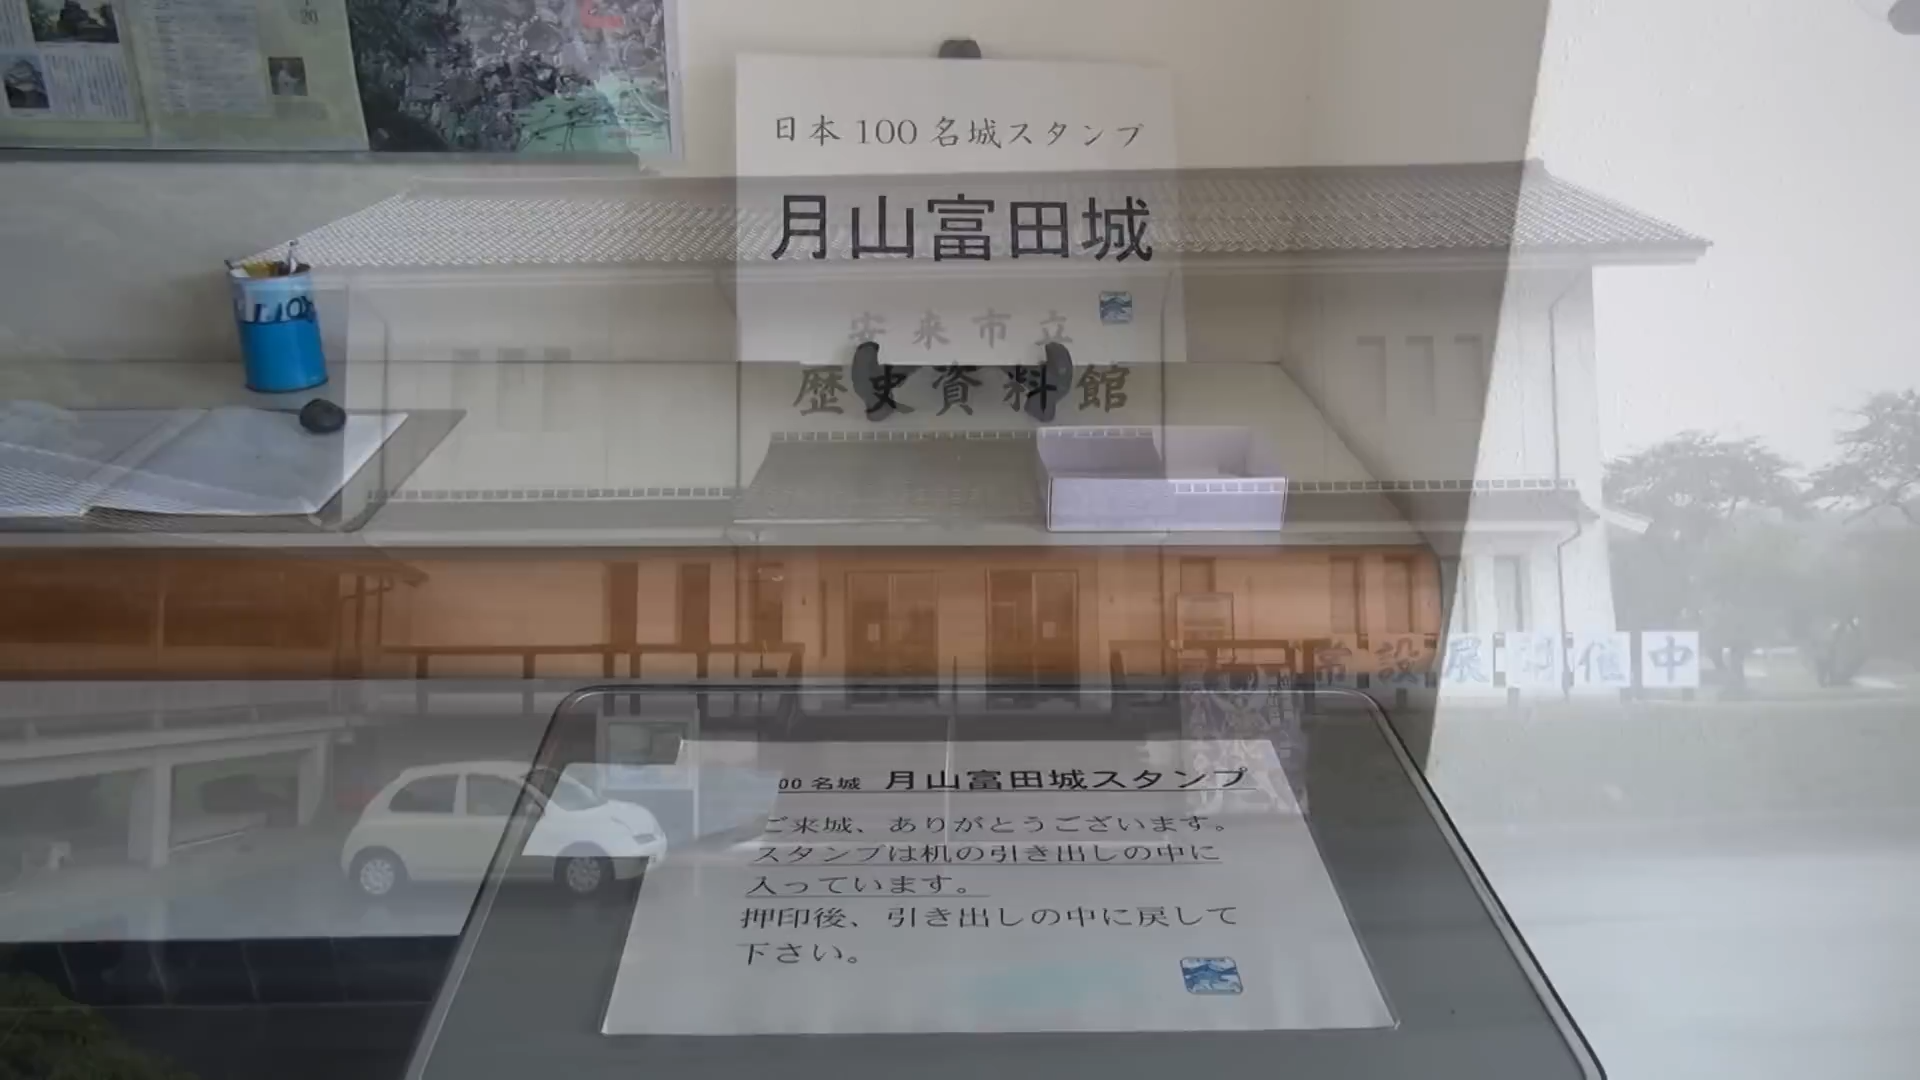 日本100名城スタンプ
月山富田城
安来市立
歴史資料館
常設展開催中
00名城 月山富田城スタンプ
ご来城、ありがとうございます。
スタンプは机の引き出しの中に
入っています。
押印後、引き出しの中に戻して
下さい。